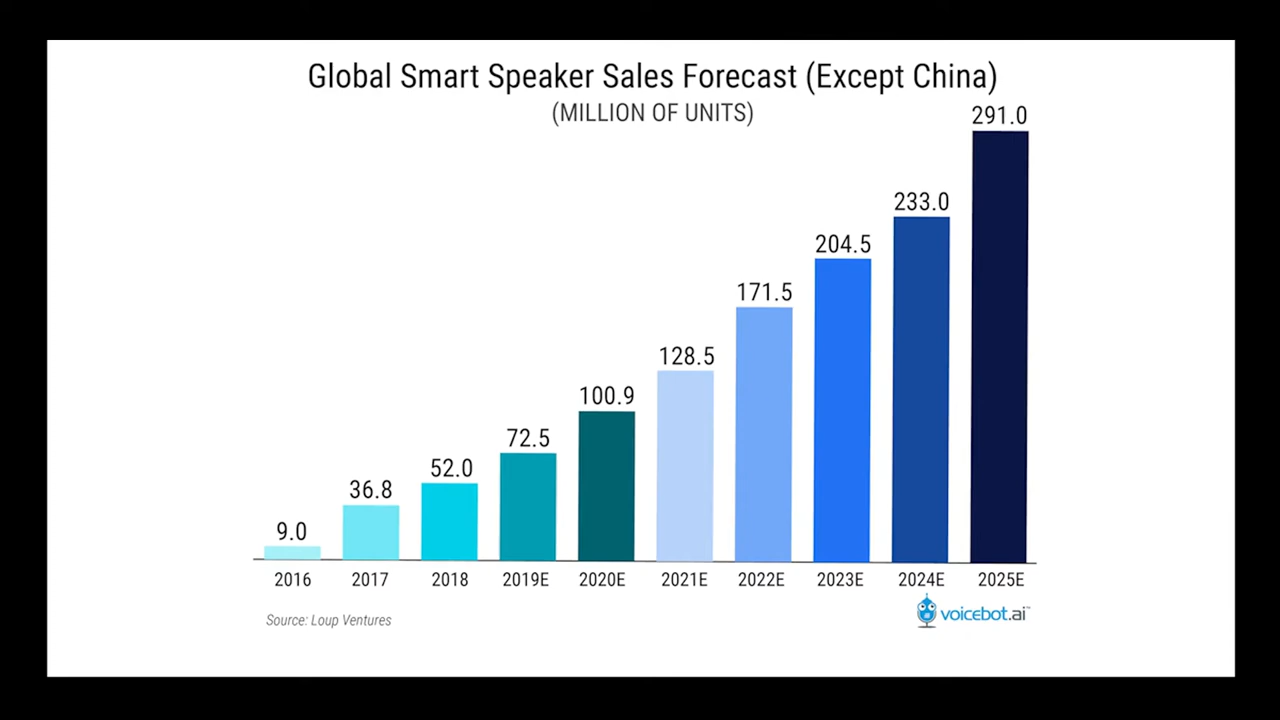 Global Smart Speaker Sales Forecast (Except China)
(MILLION OF UNITS)
291.0
233.0
204.5
171.5
128.5
100.9
72.5
52.0
36.8
9.0
2016 2017 2018 2019E 2020E 2021E 2022E 2023E 2024E 2025E
Source: Loup Ventures
voicebot.ai™